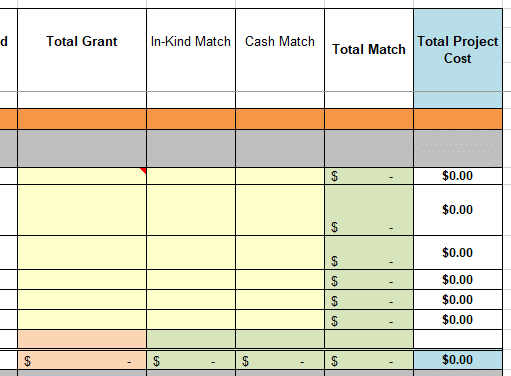 d Total Grant In-Kind Match Cash Match Total Match Total Project
Cost
$ - $0.00
$0.00
$ -
$0.00
$ -
$ - $0.00
$ - $0.00
$ - $0.00
$ - $ - $ - $ - $0.00